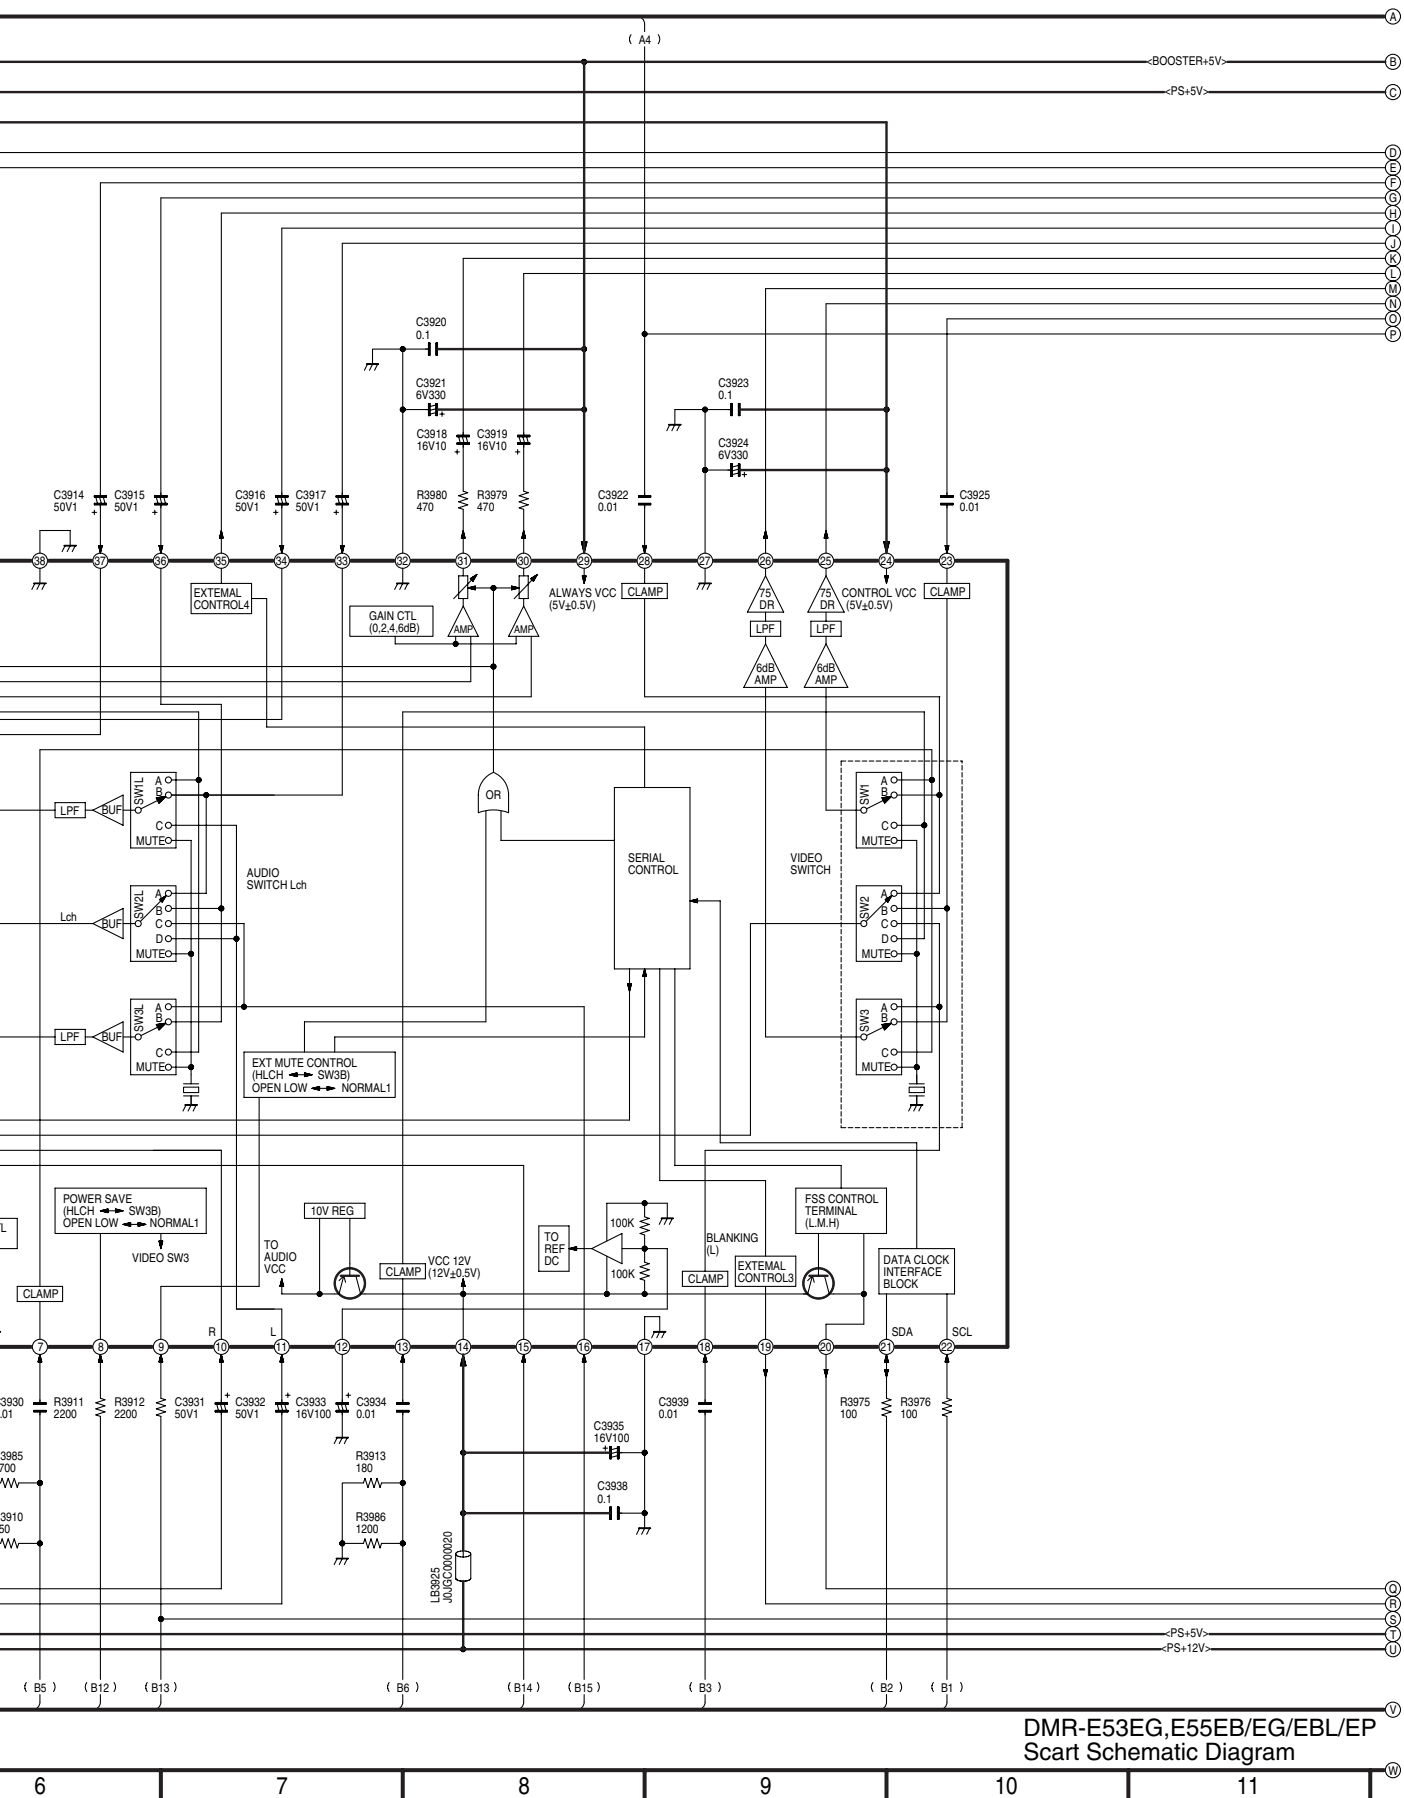 A
( A4 )
<BOOSTER+5V>
B
<PS+5V>
C
D
E
F
G
H
I
J
K
L
M
N
O
P
C3920
0.1
C3921
6V330
C3923
0.1
C3918
16V10
C3919
16V10
C3924
6V330
C3914
50V1
C3915
50V1
C3916
50V1
C3917
50V1
R3980
470
R3979
470
C3922
0.01
C3925
0.01
38
37
36
35
34
33
32
31
30
29
28
27
26
25
24
23
EXTEMAL
CONTROL4
GAIN CTL
(0,2,4,6dB)
AMP
AMP
ALWAYS VCC
(5V±0.5V)
CLAMP
75
DR
75
DR
CONTROL VCC
(5V±0.5V)
CLAMP
LPF
LPF
6dB
AMP
6dB
AMP
LPF
BUF
SW1L
A
B
C
MUTE
OR
SERIAL
CONTROL
VIDEO
SWITCH
SW1
A
B
C
MUTE
AUDIO
SWITCH Lch
Lch
BUF
SW2L
A
B
C
D
MUTE
SW2
A
B
C
D
MUTE
LPF
BUF
SW3L
A
B
C
MUTE
SW3
A
B
C
MUTE
EXT MUTE CONTROL
(HLCH SW3B)
OPEN LOW NORMAL1
POWER SAVE
(HLCH SW3B)
OPEN LOW NORMAL1
L
VIDEO SW3
10V REG
TO
AUDIO
VCC
CLAMP
VCC 12V
(12V±0.5V)
TO
REF
DC
100K
100K
BLANKING
(L)
CLAMP
EXTEMAL
CONTROL3
FSS CONTROL
TERMINAL
(L.M.H)
DATA CLOCK
INTERFACE
BLOCK
CLAMP
R
L
SDA
SCL
7
8
9
10
11
12
13
14
15
16
17
18
19
20
21
22
3930
.01
R3911
2200
R3912
2200
C3931
50V1
C3932
50V1
C3933
16V100
C3934
0.01
C3939
0.01
R3975
100
R3976
100
C3935
16V100
3985
700
R3913
180
C3938
0.1
3910
50
R3986
1200
LB3925
J0JGC0000020
Q
R
S
<PS+5V>
T
<PS+12V>
U
( B5 )
( B12 )
( B13 )
( B6 )
( B14 )
( B15 )
( B3 )
( B2 )
( B1 )
V
DMR-E53EG,E55EB/EG/EBL/EP
Scart Schematic Diagram
W
6
7
8
9
10
11